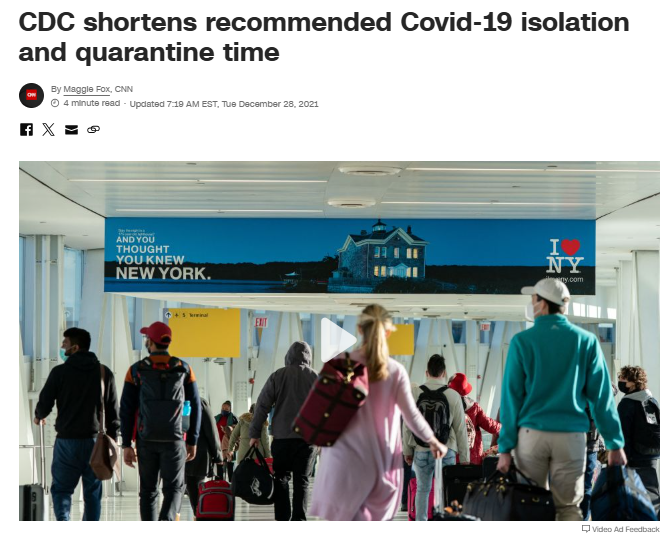 CDC shortens recommended Covid-19 isolation
and quarantine time
CNN
By Maggie Fox, CNN
4 minute read · Updated 7:19 AM EST, Tue December 28, 2021
AND YOU
THOUGHT
YOU KNEW
NEW YORK.
I ❤ NY
iloveny.com
5 Terminal
EXIT
Video Ad Feedback